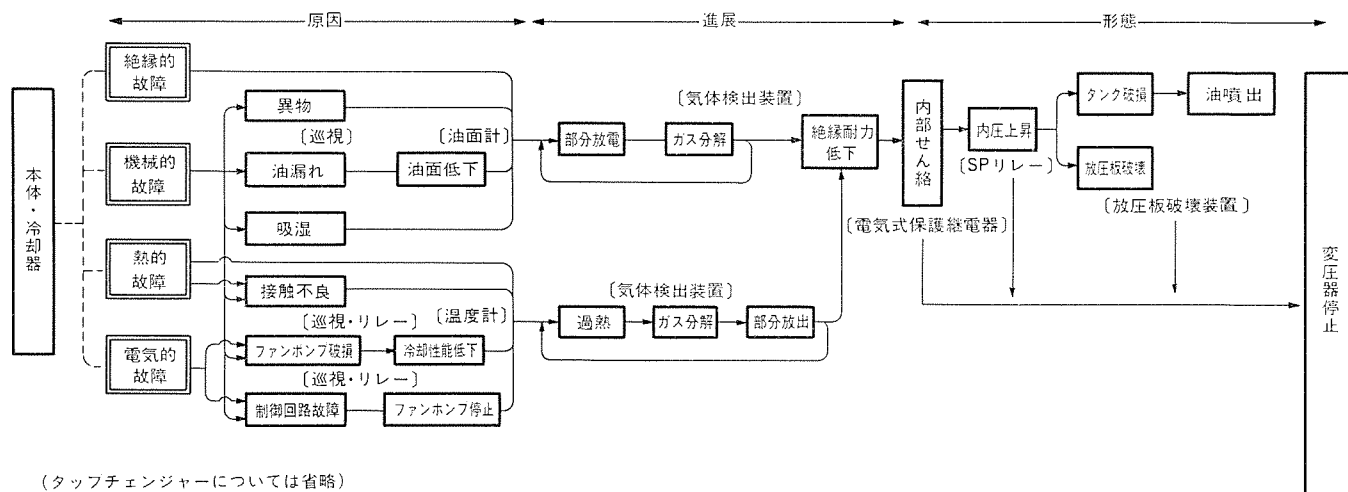 原因
進展
形態
本体・冷却器
絶縁的
故障
機械的
故障
熱的
故障
電気的
故障
異物
〔巡視〕
油漏れ
〔油面計〕
油面低下
吸湿
接触不良
〔巡視・リレー〕
〔温度計〕
ファンポンプ破損
冷却性能低下
〔巡視・リレー〕
制御回路故障
ファンポンプ停止
〔気体検出装置〕
部分放電
ガス分解
絶縁耐力
低下
〔気体検出装置〕
過熱
ガス分解
部分放出
内部せん絡
〔電気式保護継電器〕
内圧上昇
〔SPリレー〕
タンク破損
油噴出
放圧板破壊
〔放圧板破壊装置〕
変圧器停止
(タップチェンジャーについては省略)